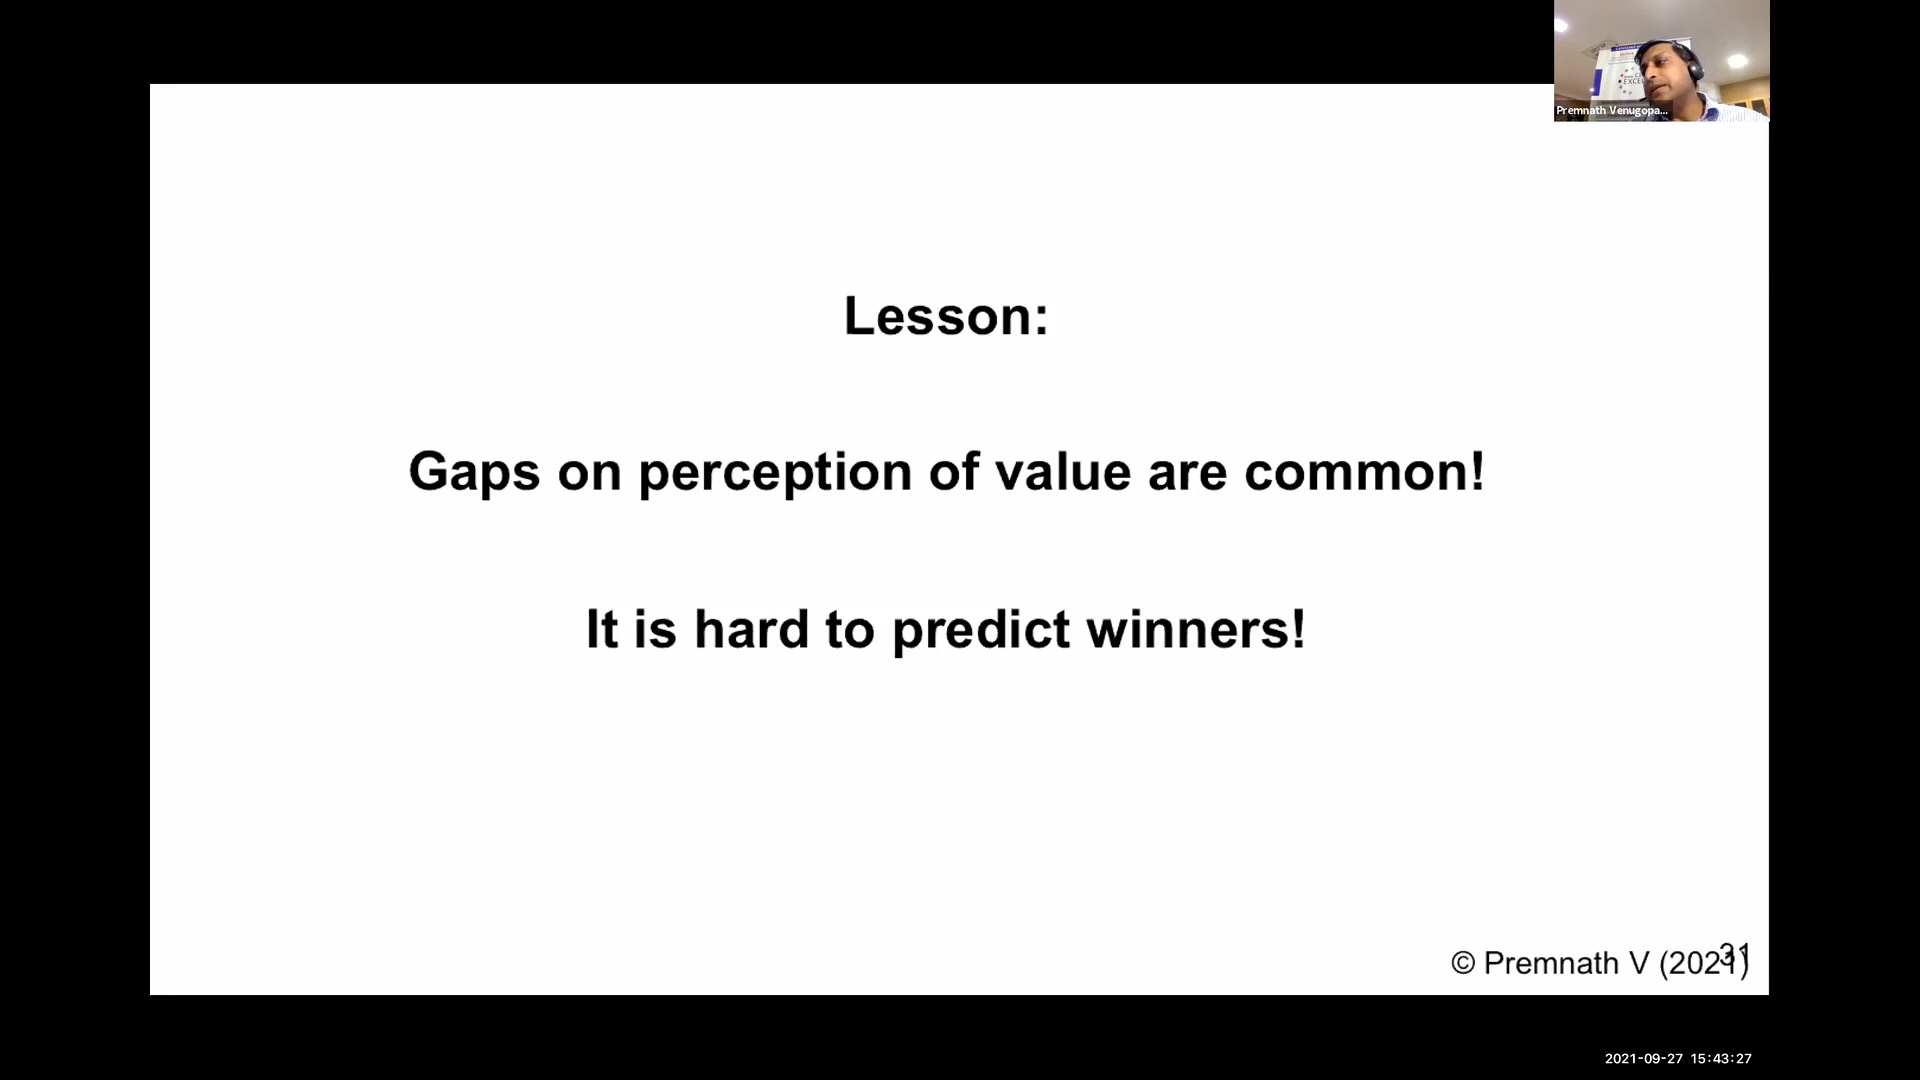 Premnath Venugopa...
Lesson:
Gaps on perception of value are common!
It is hard to predict winners!
© Premnath V (2021)
31
2021-09-27 15:43:27